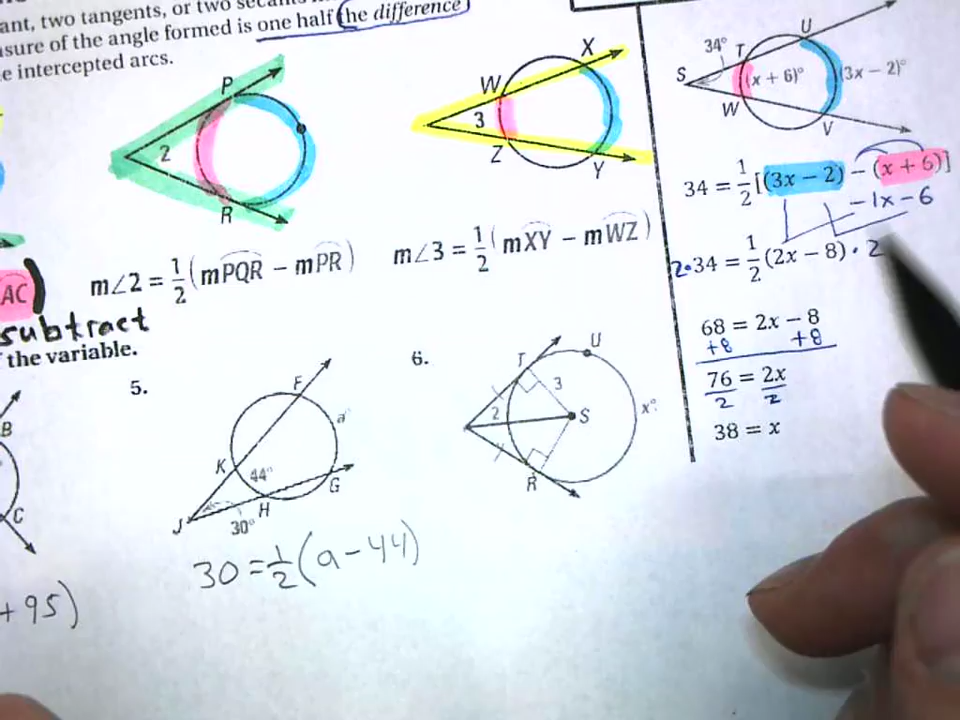 ant, two tangents, or two
sure of the angle formed is one half the difference
e intercepted arcs.
P
2
R
m∠2 = 1/2 (mPQR − mPR)
W
X
3
Z
Y
m∠3 = 1/2 (mXY − mWZ)
34°
T
U
S
(x + 6)°
(3x − 2)°
W
V
34 = 1/2 [(3x − 2) − (x + 6)]
−1x − 6
2·34 = 1/2 (2x − 8) · 2
68 = 2x − 8
+8 +8
76 = 2x
2 2
38 = x
AC)
subtract
the variable.
B
C
+ 95)
5.
F
a°
K
44°
G
H
J
30°
30 = 1/2 (a − 44)
6.
T
U
3
2
S
x°
R